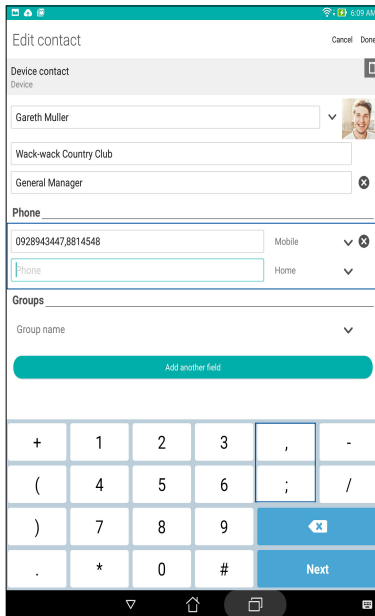 6:09 AM
Edit contact
Cancel Done
Device contact
Device
Gareth Muller
Wack-wack Country Club
General Manager
Phone
0928943447,8814548 Mobile
Phone Home
Groups
Group name
Add another field
+ 1 2 3 , -
( 4 5 6 ; /
) 7 8 9
. * 0 # Next